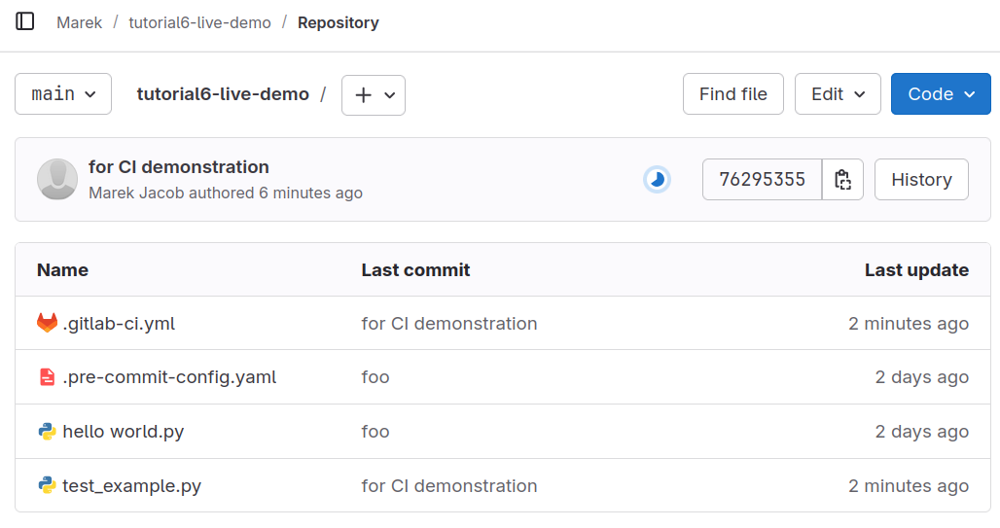 Marek / tutorial6-live-demo / Repository
main tutorial6-live-demo / + Find file Edit Code
for CI demonstration
Marek Jacob authored 6 minutes ago
76295355 History
Name Last commit Last update
.gitlab-ci.yml for CI demonstration 2 minutes ago
.pre-commit-config.yaml foo 2 days ago
hello world.py foo 2 days ago
test_example.py for CI demonstration 2 minutes ago